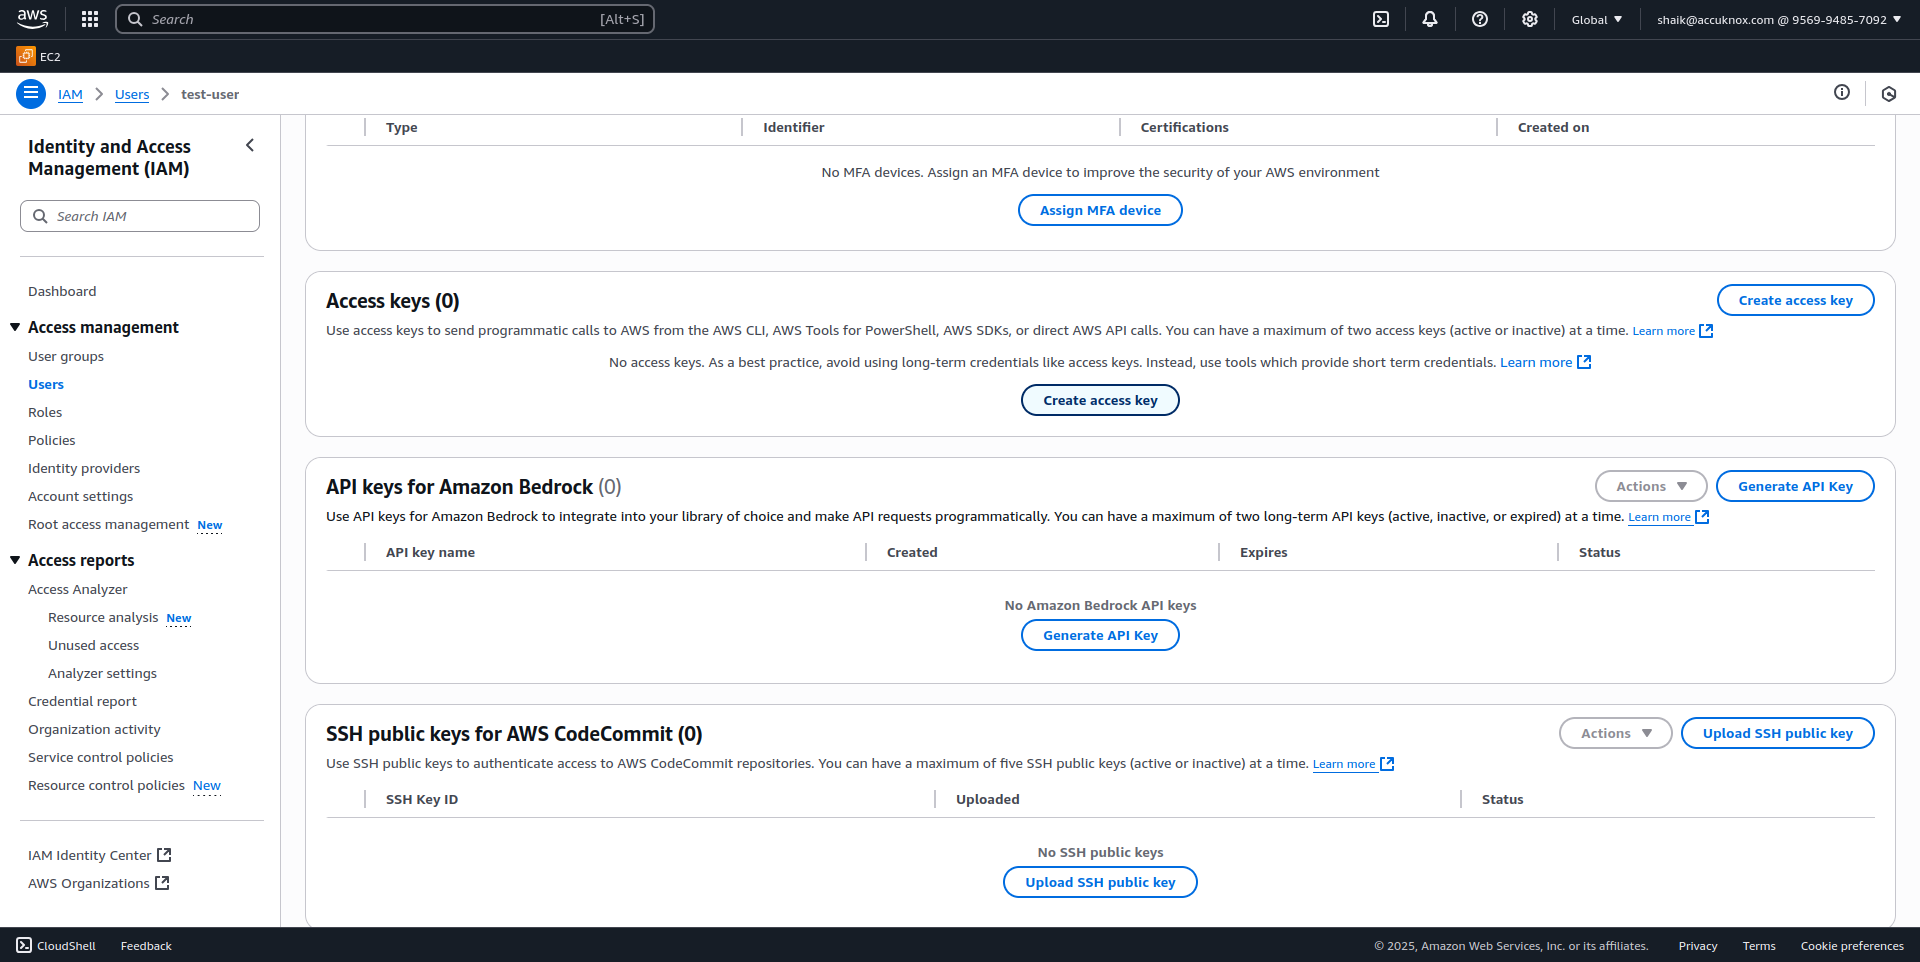 aws
Search [Alt+S]
Global
shaik@accuknox.com @ 9569-9485-7092
EC2
IAM Users test-user
Identity and Access
Management (IAM)
Search IAM
Dashboard
Access management
User groups
Users
Roles
Policies
Identity providers
Account settings
Root access management New
Access reports
Access Analyzer
Resource analysis New
Unused access
Analyzer settings
Credential report
Organization activity
Service control policies
Resource control policies New
IAM Identity Center
AWS Organizations
Type Identifier Certifications Created on
No MFA devices. Assign an MFA device to improve the security of your AWS environment
Assign MFA device
Access keys (0)
Create access key
Use access keys to send programmatic calls to AWS from the AWS CLI, AWS Tools for PowerShell, AWS SDKs, or direct AWS API calls. You can have a maximum of two access keys (active or inactive) at a time. Learn more
No access keys. As a best practice, avoid using long-term credentials like access keys. Instead, use tools which provide short term credentials. Learn more
Create access key
API keys for Amazon Bedrock (0)
Actions
Generate API Key
Use API keys for Amazon Bedrock to integrate into your library of choice and make API requests programmatically. You can have a maximum of two long-term API keys (active, inactive, or expired) at a time. Learn more
API key name Created Expires Status
No Amazon Bedrock API keys
Generate API Key
SSH public keys for AWS CodeCommit (0)
Actions
Upload SSH public key
Use SSH public keys to authenticate access to AWS CodeCommit repositories. You can have a maximum of five SSH public keys (active or inactive) at a time. Learn more
SSH Key ID Uploaded Status
No SSH public keys
Upload SSH public key
CloudShell Feedback
© 2025, Amazon Web Services, Inc. or its affiliates. Privacy Terms Cookie preferences